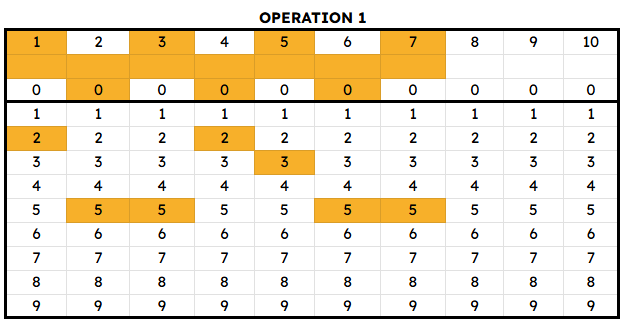 OPERATION 1
1 2 3 4 5 6 7 8 9 10
0 0 0 0 0 0 0 0 0 0
1 1 1 1 1 1 1 1 1 1
2 2 2 2 2 2 2 2 2 2
3 3 3 3 3 3 3 3 3 3
4 4 4 4 4 4 4 4 4 4
5 5 5 5 5 5 5 5 5 5
6 6 6 6 6 6 6 6 6 6
7 7 7 7 7 7 7 7 7 7
8 8 8 8 8 8 8 8 8 8
9 9 9 9 9 9 9 9 9 9